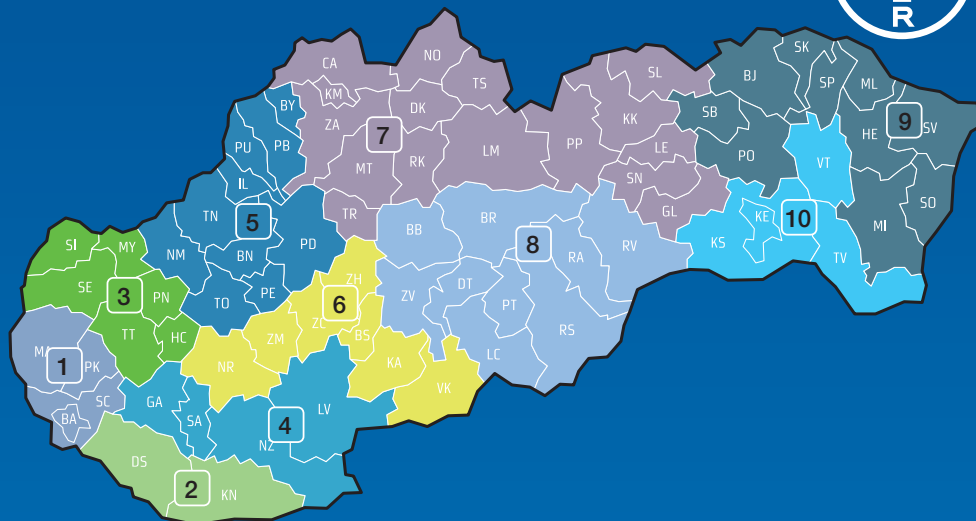 R
CA
NO
TS
KM
BY
ZA
DK
7
PU
PB
MT
RK
LM
IL
TR
SL
KK
PP
LE
SN
GL
SK
BJ
SP
ML
SB
HE
9
SV
PO
VT
SO
MI
KE
10
KS
TV
TN
5
PD
NM
BN
TO
PE
BB
BR
8
RV
RA
DT
ZV
PT
RS
LC
SI
MY
SE
3
PN
TT
HC
ZH
6
ZC
ZM
BS
NR
KA
VK
1
PK
SC
BA
GA
SA
LV
4
NZ
DS
2
KN